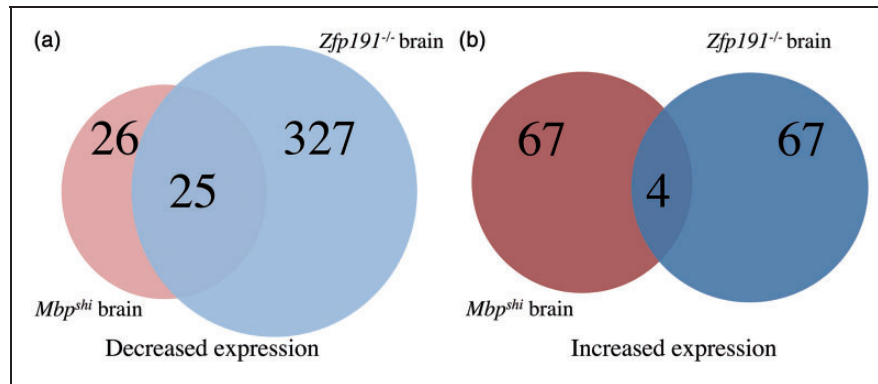 (a)
Zfp191-/- brain
26
327
25
Mbpshi brain
Decreased expression
(b)
Zfp191-/- brain
67
67
4
Mbpshi brain
Increased expression